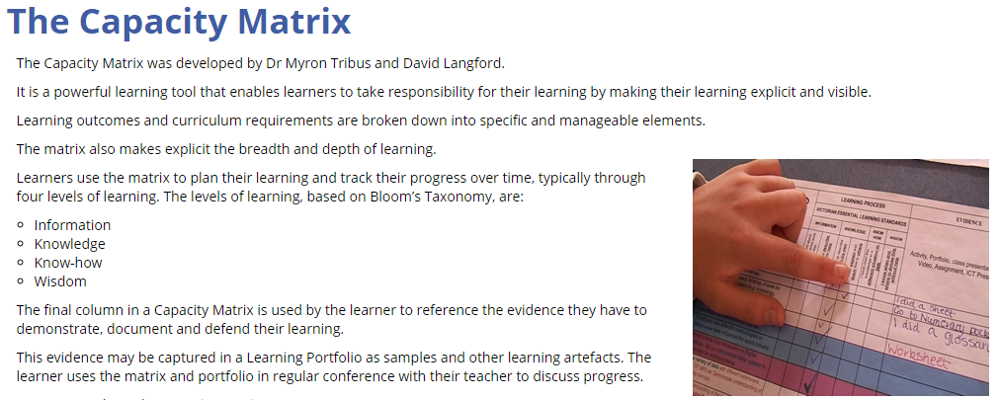 The Capacity Matrix
The Capacity Matrix was developed by Dr Myron Tribus and David Langford.
It is a powerful learning tool that enables learners to take responsibility for their learning by making their learning explicit and visible.
Learning outcomes and curriculum requirements are broken down into specific and manageable elements.
The matrix also makes explicit the breadth and depth of learning.
Learners use the matrix to plan their learning and track their progress over time, typically through
four levels of learning. The levels of learning, based on Bloom's Taxonomy, are:
Information
Knowledge
Know-how
Wisdom
The final column in a Capacity Matrix is used by the learner to reference the evidence they have to
demonstrate, document and defend their learning.
This evidence may be captured in a Learning Portfolio as samples and other learning artefacts. The
learner uses the matrix and portfolio in regular conference with their teacher to discuss progress.
LEARNING PROCESS
VICTORIAN ESSENTIAL LEARNING STANDARDS
EVIDENCE
INFORMATION
KNOWLEDGE
KNOW
HOW
WISDOM
Activity, Portfolio, class presenta
Video, Assignment, ICT Pres
I did a sheet
Go to Numeracy
I did a glossar
Worksheet